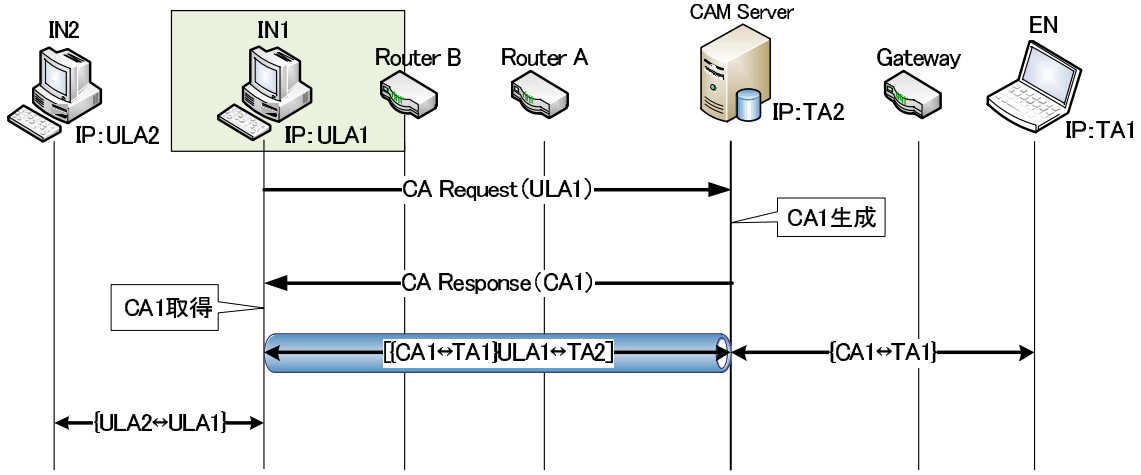 IN2
IN1
CAM Server
EN
Router B
Router A
Gateway
IP:ULA2
IP:ULA1
IP:TA2
IP:TA1
CA Request(ULA1)
CA1生成
CA Response(CA1)
CA1取得
[{CA1↔TA1}ULA1↔TA2]
{CA1↔TA1}
{ULA2↔ULA1}